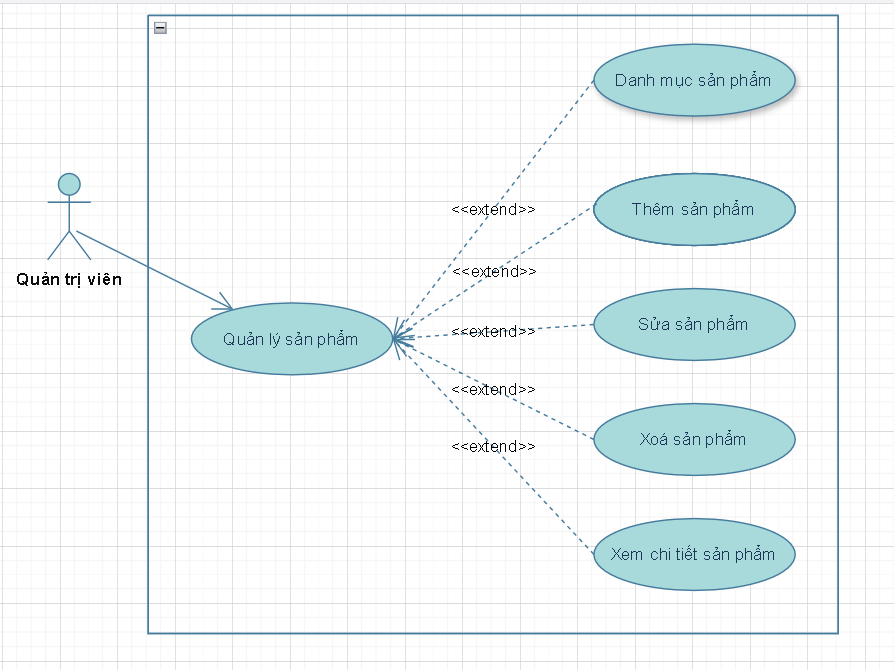 Danh mục sản phẩm
<<extend>>
Thêm sản phẩm
<<extend>>
Quản trị viên
<<extend>>
Sửa sản phẩm
Quản lý sản phẩm
<<extend>>
Xoá sản phẩm
<<extend>>
Xem chi tiết sản phẩm